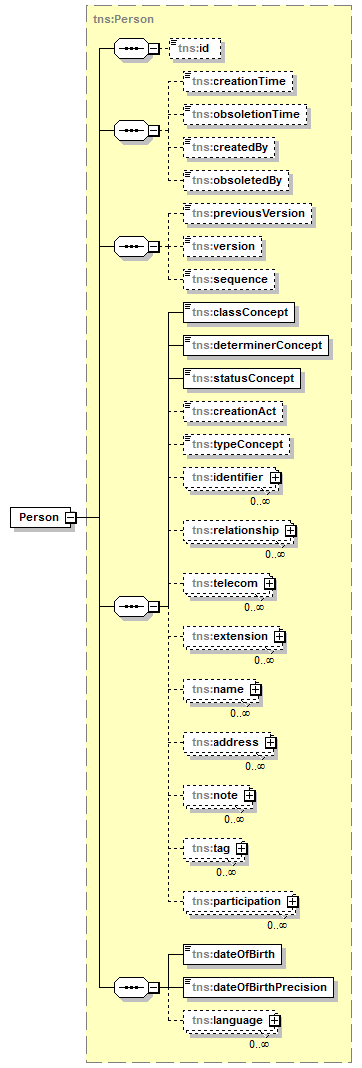 tns:Person
tns:id
tns:creationTime
tns:obsoletionTime
tns:createdBy
tns:obsoletedBy
tns:previousVersion
tns:version
tns:sequence
tns:classConcept
tns:determinerConcept
tns:statusConcept
tns:creationAct
tns:typeConcept
tns:identifier
0..∞
Person
tns:relationship
0..∞
tns:telecom
0..∞
tns:extension
0..∞
tns:name
0..∞
tns:address
0..∞
tns:note
0..∞
tns:tag
0..∞
tns:participation
0..∞
tns:dateOfBirth
tns:dateOfBirthPrecision
tns:language
0..∞